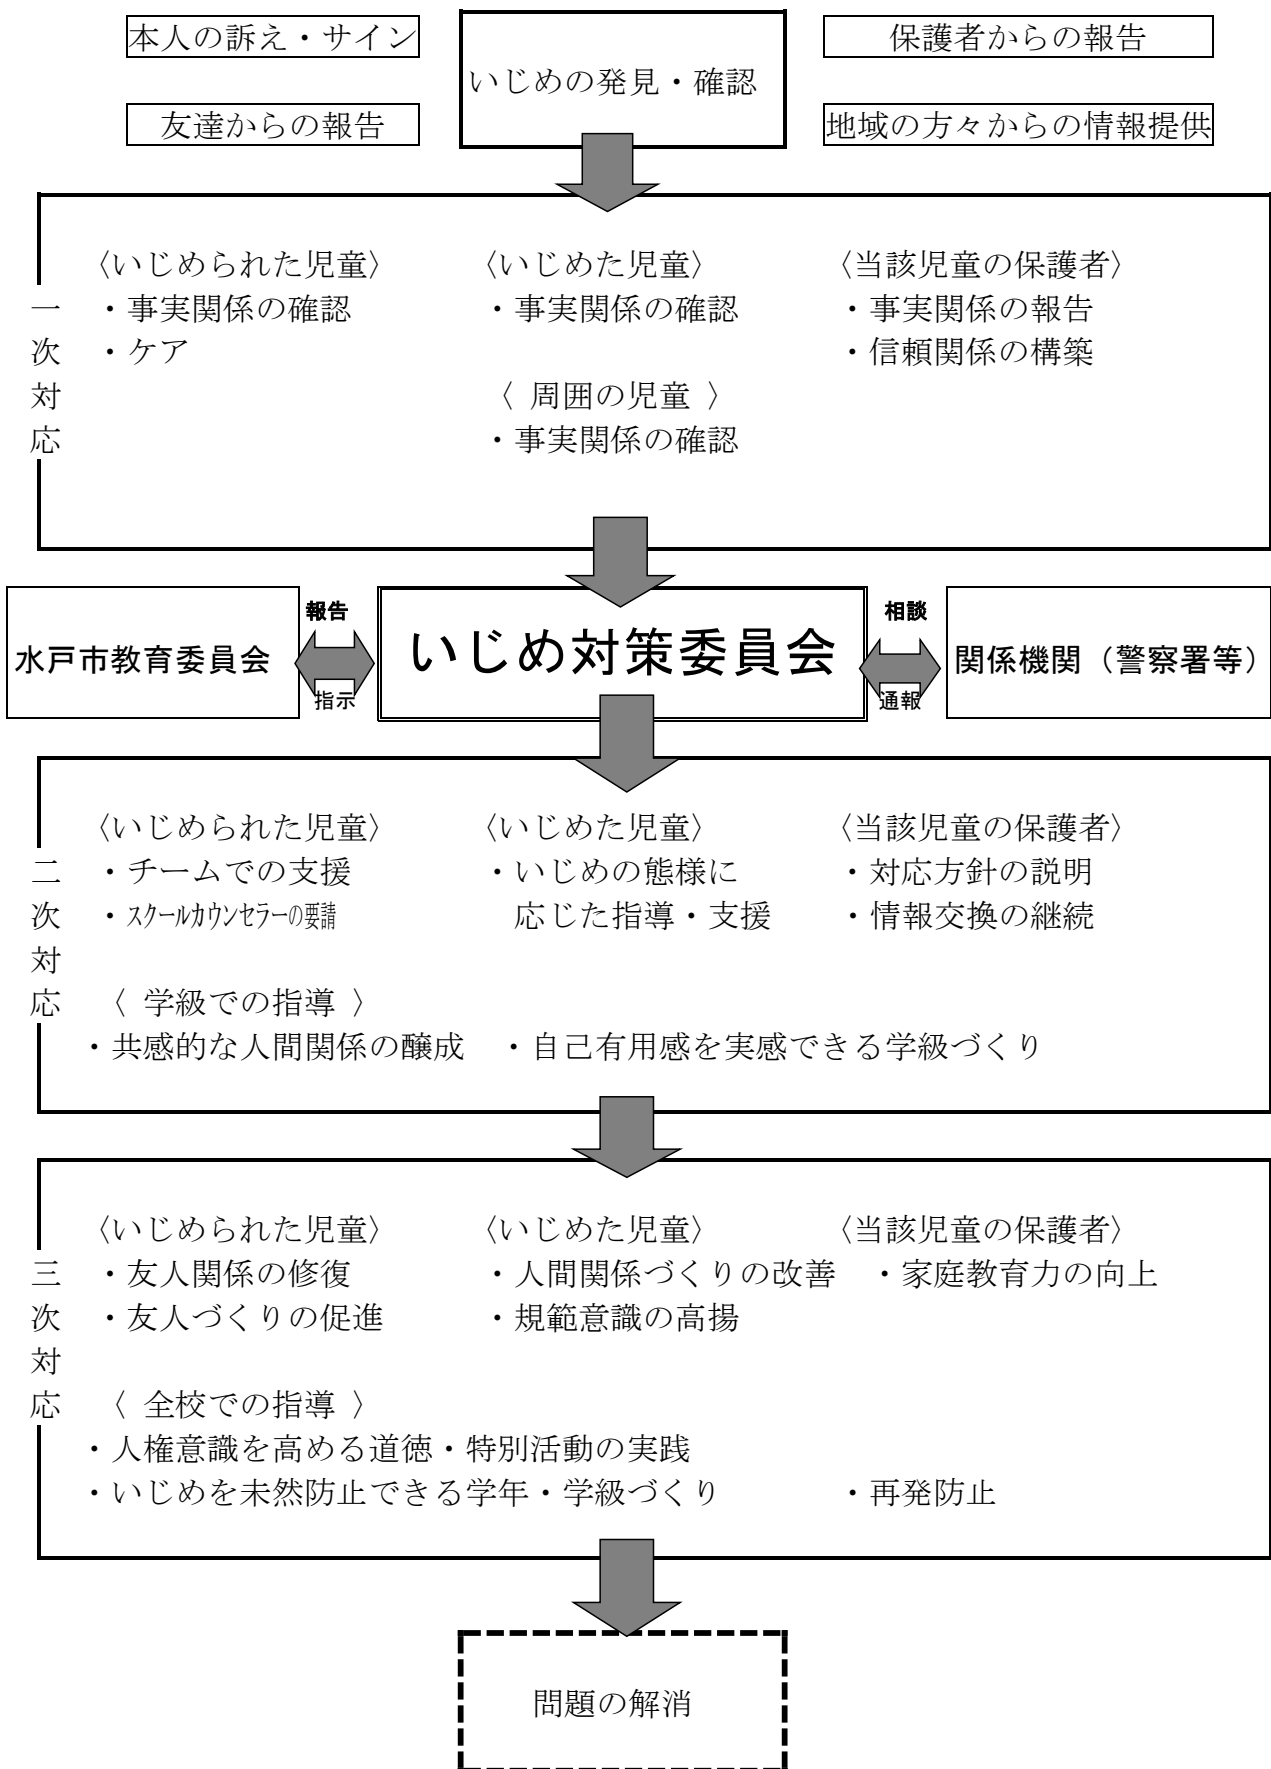 本人の訴え・サイン
保護者からの報告
いじめの発見・確認
友達からの報告
地域の方々からの情報提供
一次対応
〈いじめられた児童〉 〈いじめた児童〉 〈当該児童の保護者〉
・事実関係の確認 ・事実関係の確認 ・事実関係の報告
・ケア ・信頼関係の構築
〈 周囲の児童 〉
・事実関係の確認
水戸市教育委員会
報告
指示
いじめ対策委員会
相談
通報
関係機関（警察署等）
二次対応
〈いじめられた児童〉 〈いじめた児童〉 〈当該児童の保護者〉
・チームでの支援 ・いじめの態様に ・対応方針の説明
・スクールカウンセラーの要請 応じた指導・支援 ・情報交換の継続
〈 学級での指導 〉
・共感的な人間関係の醸成 ・自己有用感を実感できる学級づくり
三次対応
〈いじめられた児童〉 〈いじめた児童〉 〈当該児童の保護者〉
・友人関係の修復 ・人間関係づくりの改善 ・家庭教育力の向上
・友人づくりの促進 ・規範意識の高揚
〈 全校での指導 〉
・人権意識を高める道徳・特別活動の実践
・いじめを未然防止できる学年・学級づくり ・再発防止
問題の解消